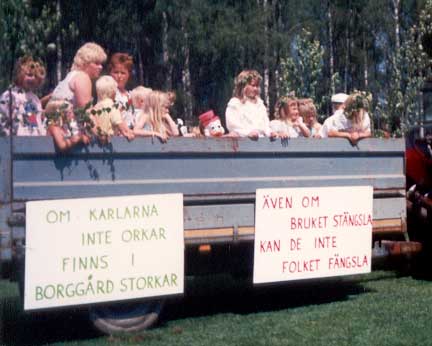 OM KARLARNA
INTE ORKAR
FINNS I
BORGGÅRD STORKAR
ÄVEN OM
BRUKET STÄNGSLA
KAN DE INTE
FOLKET FÄNGSLA